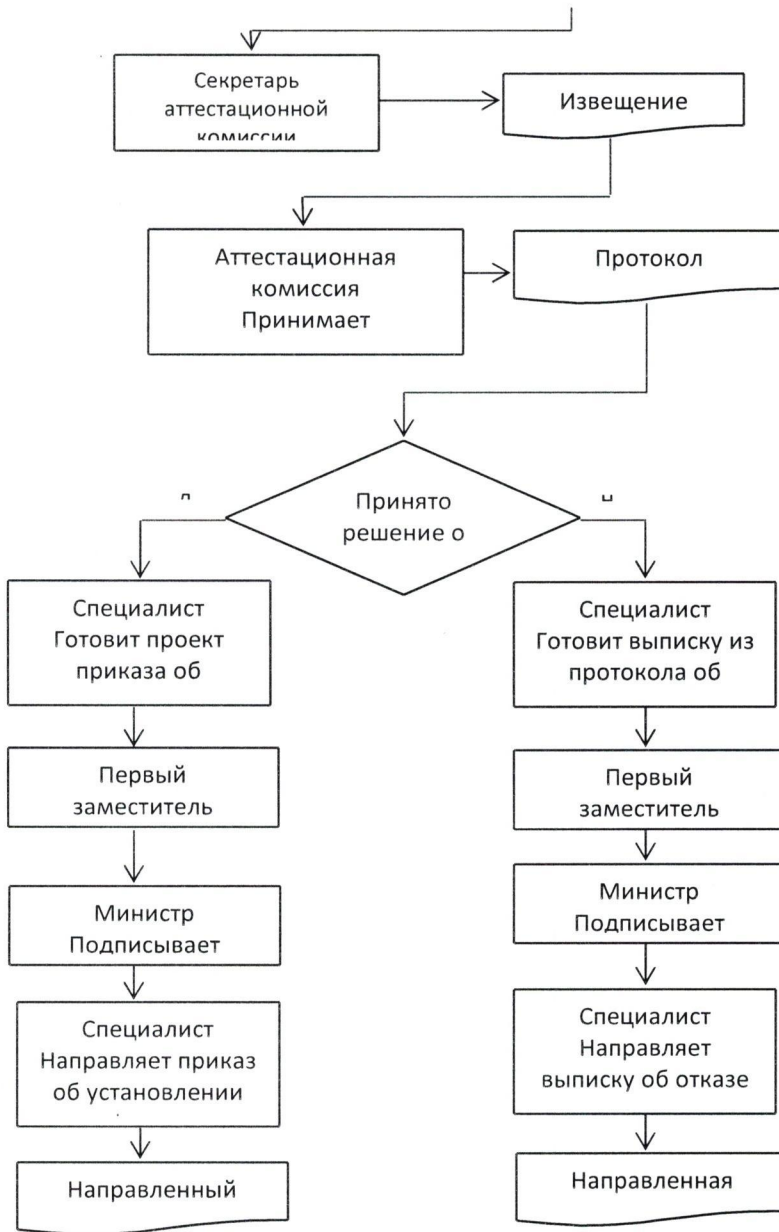 Секретарь
аттестационной
комиссии
Извещение
Аттестационная
комиссия
Принимает
Протокол
Принято
решение о
Специалист
Готовит проект
приказа об
Специалист
Готовит выписку из
протокола об
Первый
заместитель
Первый
заместитель
Министр
Подписывает
Министр
Подписывает
Специалист
Направляет приказ
об установлении
Специалист
Направляет
выписку об отказе
Направленный
Направленная